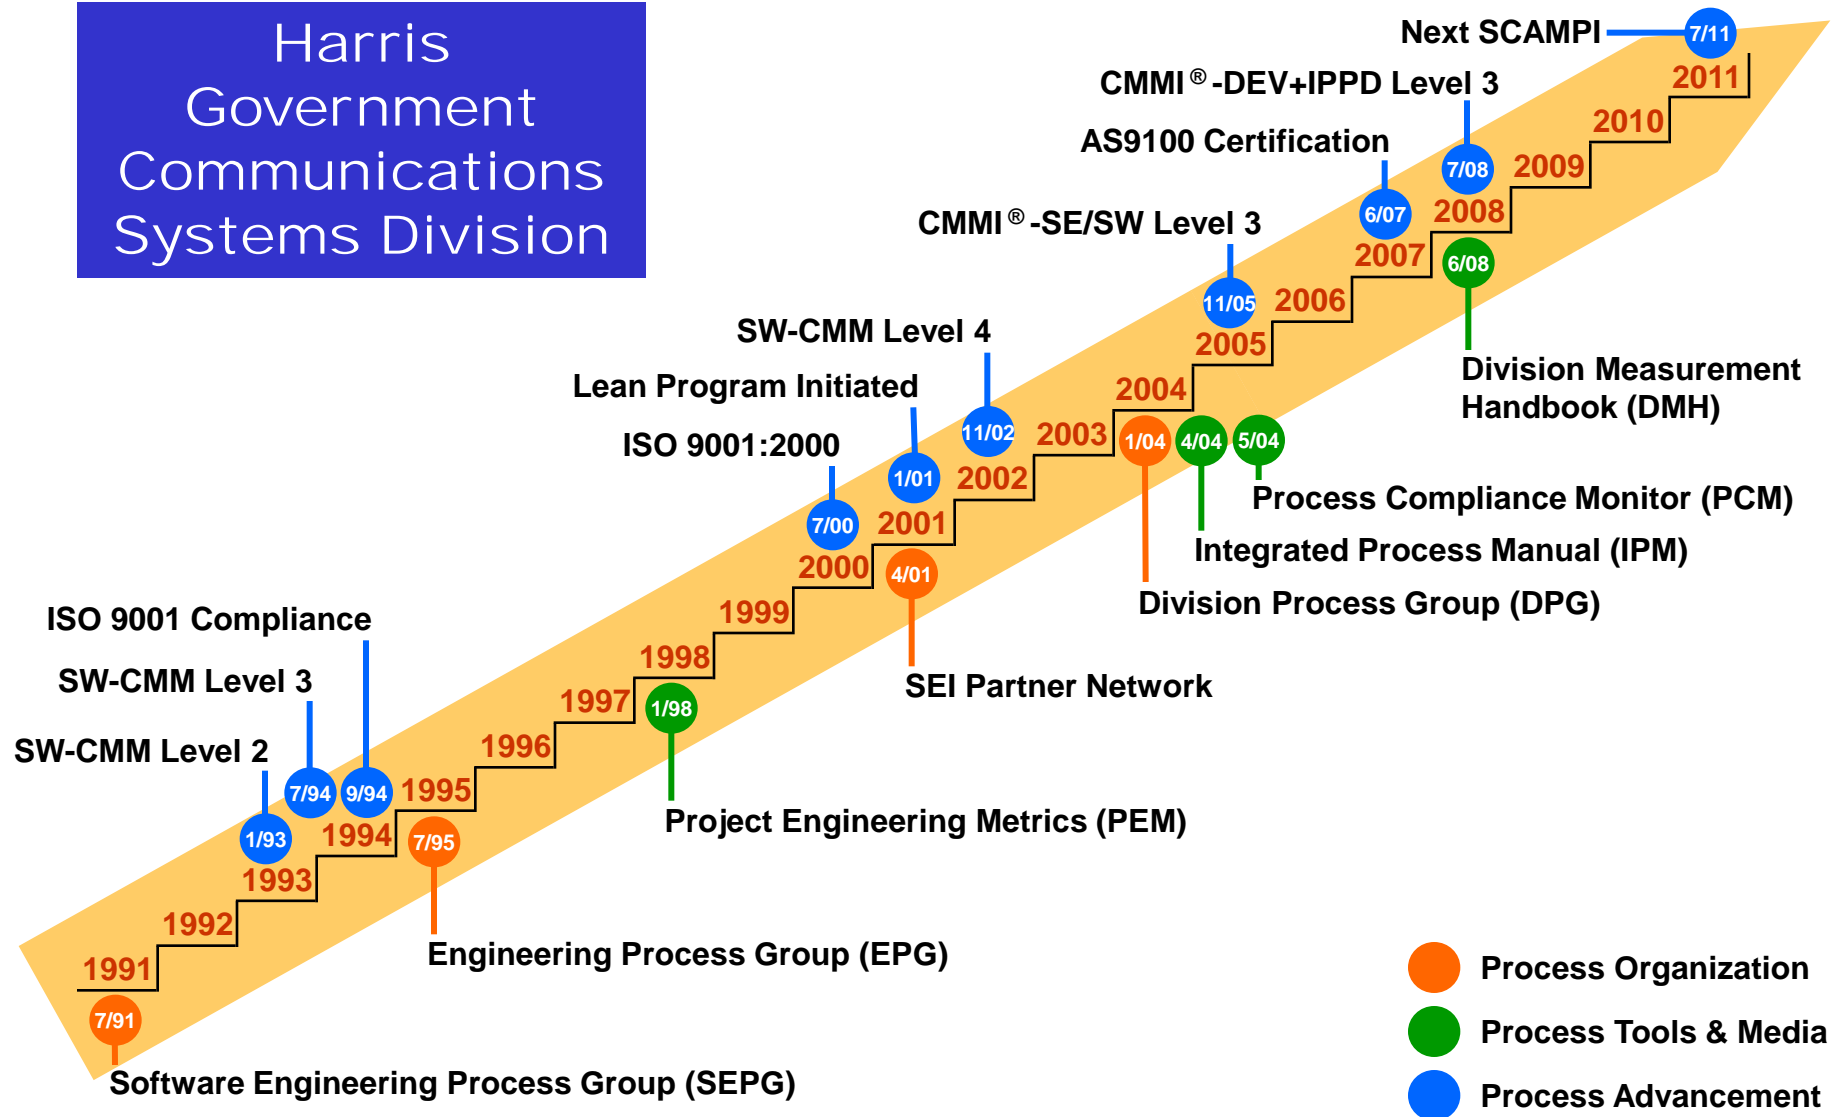 Harris
Government
Communications
Systems Division
Next SCAMPI
7/11
2011
CMMI®-DEV+IPPD Level 3
2010
AS9100 Certification
7/08
2009
6/07
2008
CMMI®-SE/SW Level 3
2007
6/08
11/05
2006
SW-CMM Level 4
2005
Division Measurement
Handbook (DMH)
Lean Program Initiated
2004
11/02
2003
1/04
4/04
5/04
ISO 9001:2000
1/01
2002
Process Compliance Monitor (PCM)
7/00
2001
Integrated Process Manual (IPM)
2000
4/01
Division Process Group (DPG)
ISO 9001 Compliance
1999
1998
SW-CMM Level 3
SEI Partner Network
1997
1/98
SW-CMM Level 2
1996
7/94
9/94
1995
Project Engineering Metrics (PEM)
1/93
1994
7/95
1993
1992
Engineering Process Group (EPG)
1991
7/91
Software Engineering Process Group (SEPG)
Process Organization
Process Tools & Media
Process Advancement